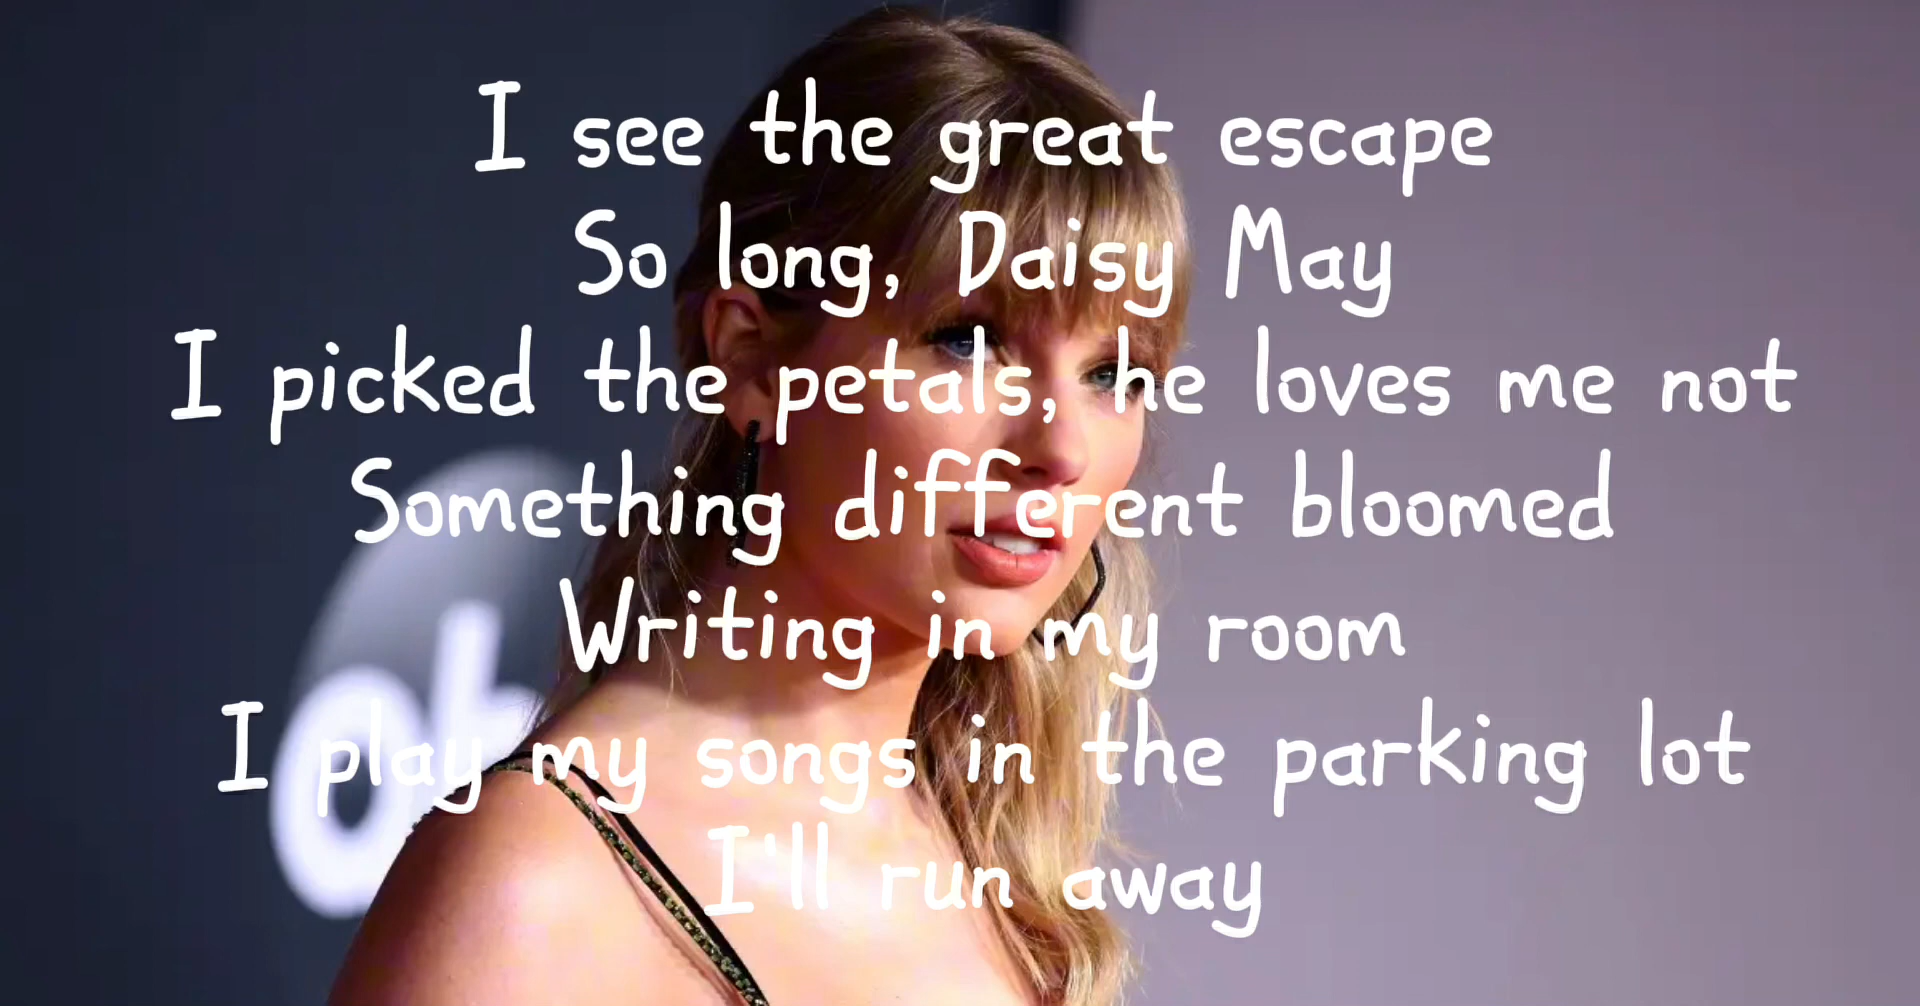 I see the great escape
So long, Daisy May
I picked the petals, he loves me not
Something different bloomed
Writing in my room
I play my songs in the parking lot
I'll run away